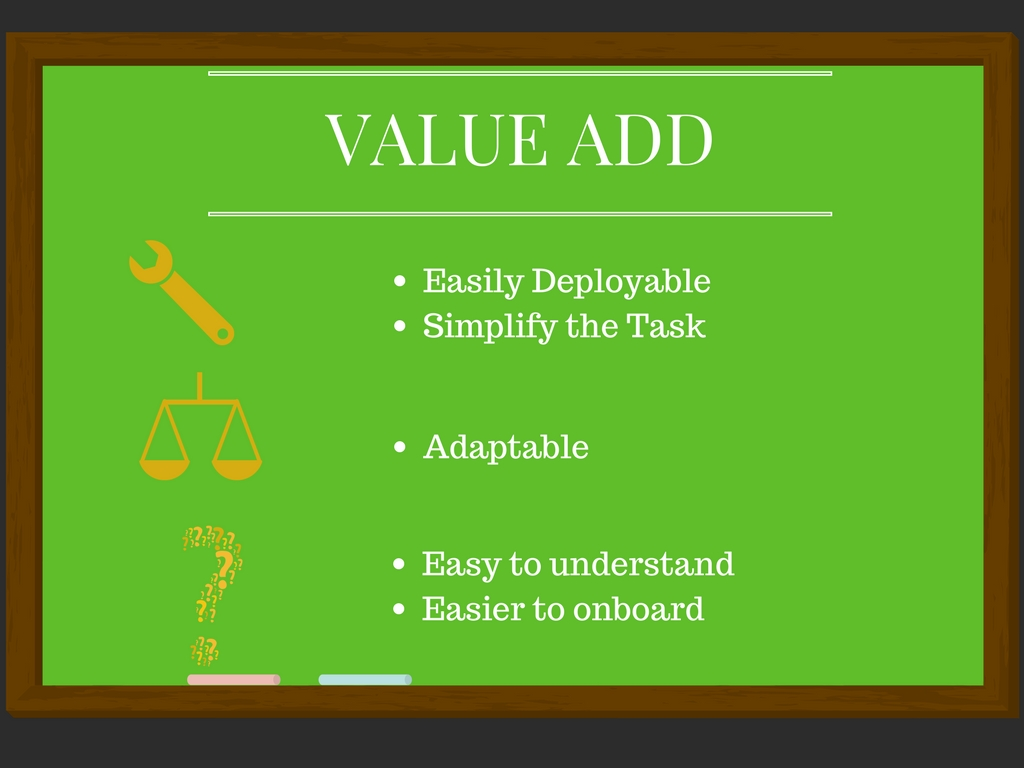 VALUE ADD
• Easily Deployable
• Simplify the Task
• Adaptable
• Easy to understand
• Easier to onboard